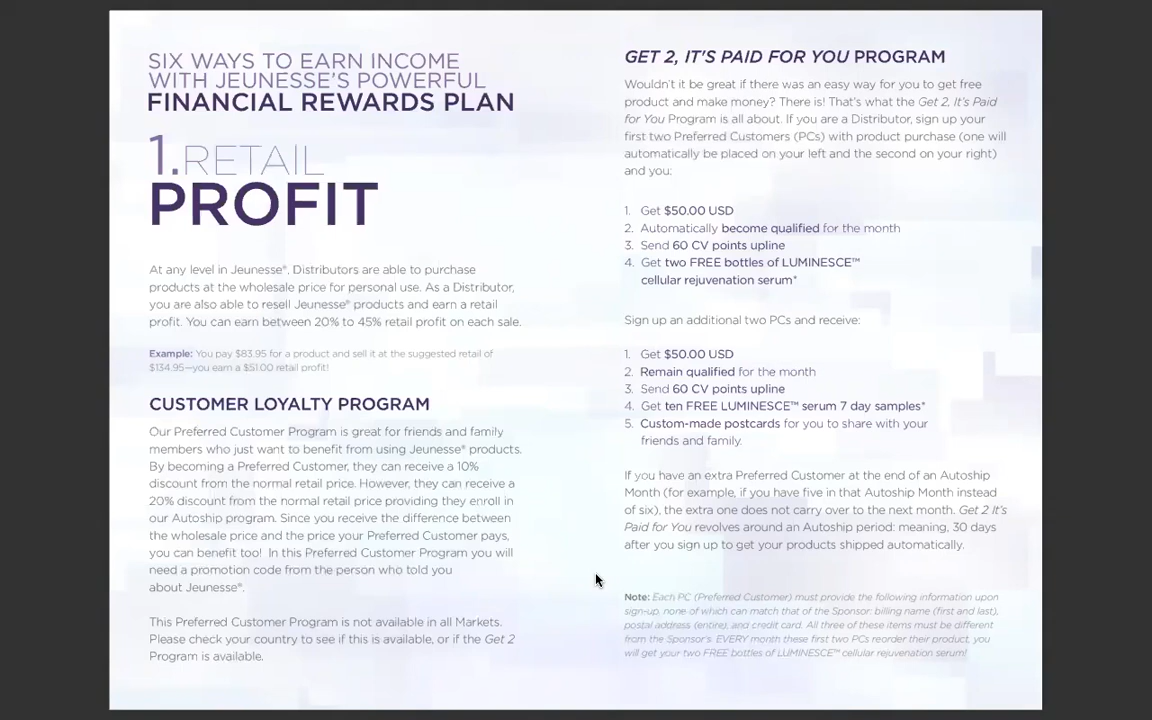 SIX WAYS TO EARN INCOME
WITH JEUNESSE'S POWERFUL
FINANCIAL REWARDS PLAN
1.RETAIL
PROFIT
At any level in Jeunesse®, Distributors are able to purchase
products at the wholesale price for personal use. As a Distributor,
you are also able to resell Jeunesse® products and earn a retail
profit. You can earn between 20% to 45% retail profit on each sale.
Example: You pay $83.95 for a product and sell it at the suggested retail of
$134.95—you earn a $51.00 retail profit!
CUSTOMER LOYALTY PROGRAM
Our Preferred Customer Program is great for friends and family
members who just want to benefit from using Jeunesse® products.
By becoming a Preferred Customer, they can receive a 10%
discount from the normal retail price. However, they can receive a
20% discount from the normal retail price providing they enroll in
our Autoship program. Since you receive the difference between
the wholesale price and the price your Preferred Customer pays,
you can benefit too! In this Preferred Customer Program you will
need a promotion code from the person who told you
about Jeunesse®.
This Preferred Customer Program is not available in all Markets.
Please check your country to see if this is available, or if the Get 2
Program is available.
GET 2, IT'S PAID FOR YOU PROGRAM
Wouldn't it be great if there was an easy way for you to get free
product and make money? There is! That's what the Get 2, It's Paid
for You Program is all about. If you are a Distributor, sign up your
first two Preferred Customers (PCs) with product purchase (one will
automatically be placed on your left and the second on your right)
and you:
1. Get $50.00 USD
2. Automatically become qualified for the month
3. Send 60 CV points upline
4. Get two FREE bottles of LUMINESCE™
cellular rejuvenation serum*
Sign up an additional two PCs and receive:
1. Get $50.00 USD
2. Remain qualified for the month
3. Send 60 CV points upline
4. Get ten FREE LUMINESCE™ serum 7 day samples*
5. Custom-made postcards for you to share with your
friends and family.
If you have an extra Preferred Customer at the end of an Autoship
Month (for example, if you have five in that Autoship Month instead
of six), the extra one does not carry over to the next month. Get 2 It's
Paid for You revolves around an Autoship period: meaning, 30 days
after you sign up to get your products shipped automatically.
Note: Each PC (Preferred Customer) must provide the following information upon
sign-up, none of which can match that of the Sponsor: billing name (first and last),
postal address (entire), and credit card. All three of these items must be different
from the Sponsor's. EVERY month these first two PCs reorder their product, you
will get your two FREE bottles of LUMINESCE™ cellular rejuvenation serum!